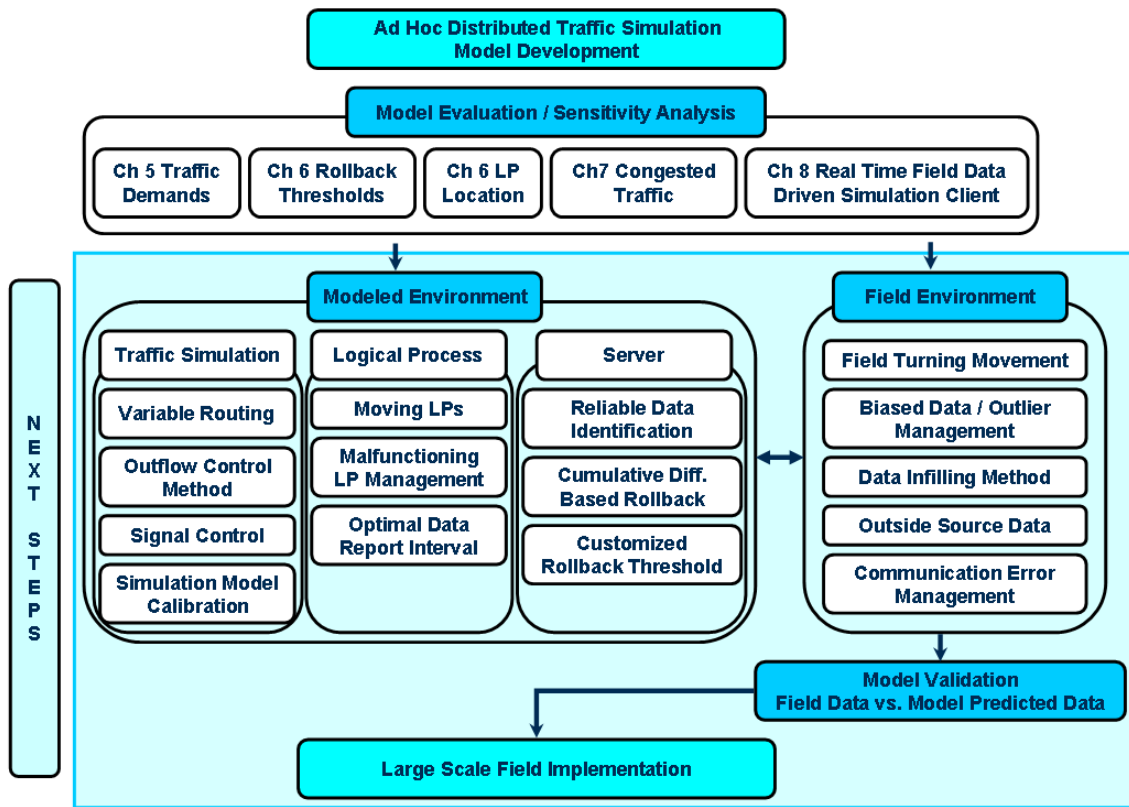 Ad Hoc Distributed Traffic Simulation
Model Development
Model Evaluation / Sensitivity Analysis
Ch 5 Traffic
Demands
Ch 6 Rollback
Thresholds
Ch 6 LP
Location
Ch7 Congested
Traffic
Ch 8 Real Time Field Data
Driven Simulation Client
NEXT STEPS
Modeled Environment
Traffic Simulation
Variable Routing
Outflow Control
Method
Signal Control
Simulation Model
Calibration
Logical Process
Moving LPs
Malfunctioning
LP Management
Optimal Data
Report Interval
Server
Reliable Data
Identification
Cumulative Diff.
Based Rollback
Customized
Rollback Threshold
Field Environment
Field Turning Movement
Biased Data / Outlier
Management
Data Infilling Method
Outside Source Data
Communication Error
Management
Model Validation
Field Data vs. Model Predicted Data
Large Scale Field Implementation